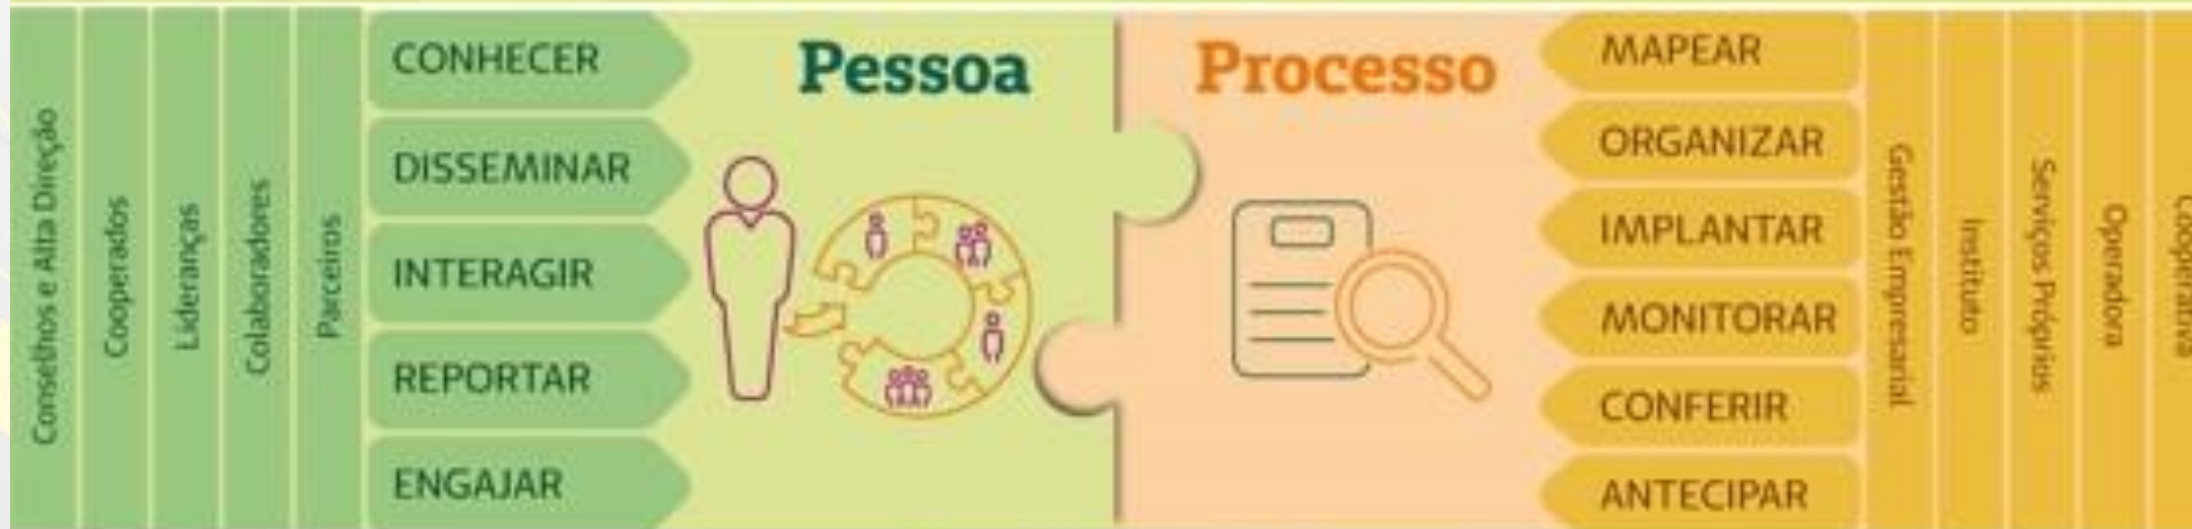 Conselhos e Alta Direção
Cooperados
Lideranças
Colaboradores
Parceiros
CONHECER
DISSEMINAR
INTERAGIR
REPORTAR
ENGAJAR
Pessoa
Processo
MAPEAR
ORGANIZAR
IMPLANTAR
MONITORAR
CONFERIR
ANTECIPAR
Gestão Empresarial
Instituto
Serviços Próprios
Operadora
Cooperativa